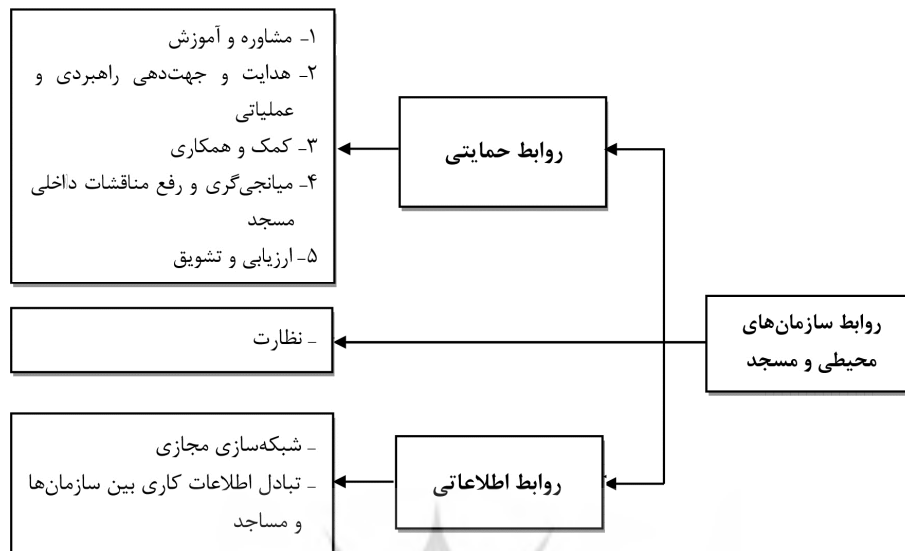 روابط سازمان‌های
محیطی و مسجد
روابط حمایتی
۱- مشاوره و آموزش
۲- هدایت و جهت‌دهی راهبردی و
عملیاتی
۳- کمک و همکاری
۴- میانجی‌گری و رفع مناقشات داخلی
مسجد
۵- ارزیابی و تشویق
- نظارت
روابط اطلاعاتی
- شبکه‌سازی مجازی
- تبادل اطلاعات کاری بین سازمان‌ها
و مساجد